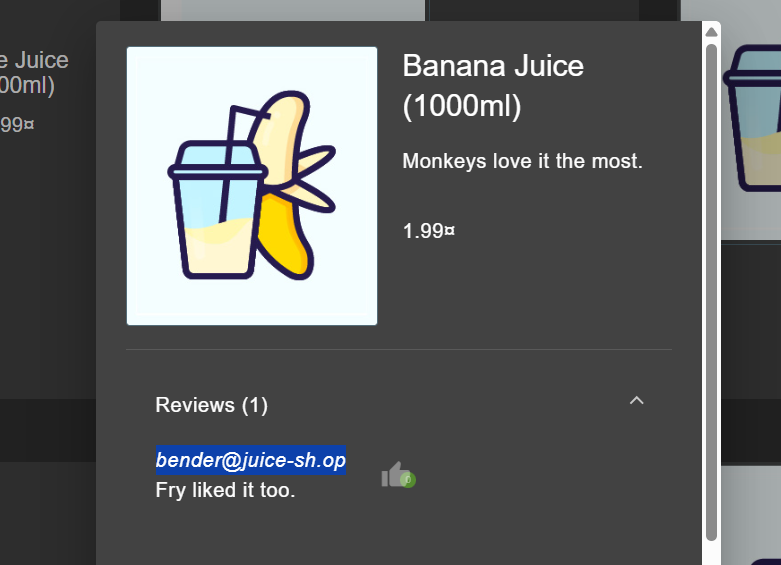 e Juice
00ml)
99¤
Banana Juice
(1000ml)
Monkeys love it the most.
1.99¤
Reviews (1)
bender@juice-sh.op
0
Fry liked it too.